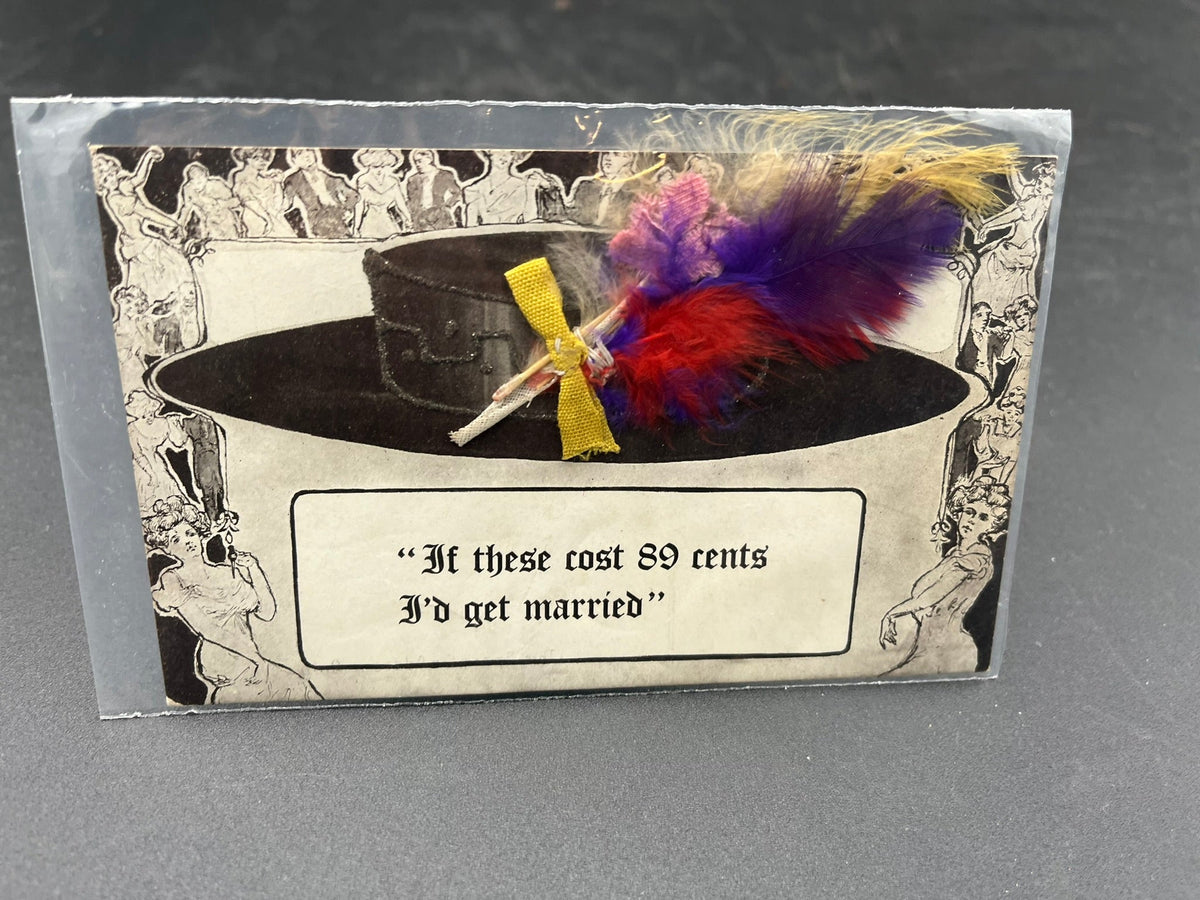 “If these cost 89 cents
I’d get married”